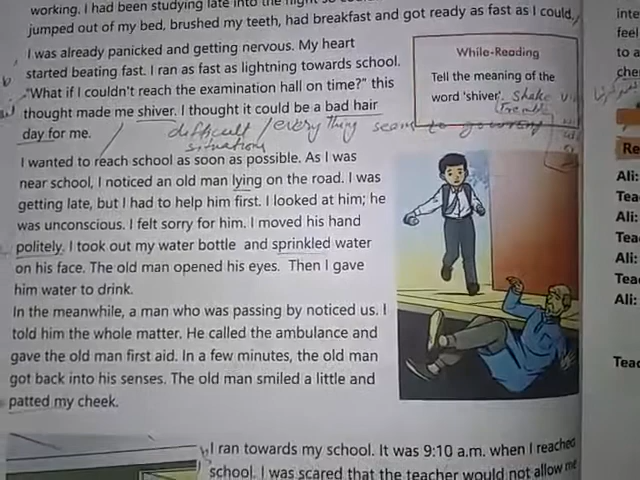 working. I had been studying late into the night so
jumped out of my bed, brushed my teeth, had breakfast and got ready as fast as I could,
I was already panicked and getting nervous. My heart
started beating fast. I ran as fast as lightning towards school.
"What if I couldn't reach the examination hall on time?" this
thought made me shiver. I thought it could be a bad hair
day for me.
difficult / everything seems to
situations
While-Reading
Tell the meaning of the
word 'shiver'. Shake
Tremble
I wanted to reach school as soon as possible. As I was
near school, I noticed an old man lying on the road. I was
getting late, but I had to help him first. I looked at him; he
was unconscious. I felt sorry for him. I moved his hand
politely. I took out my water bottle and sprinkled water
on his face. The old man opened his eyes. Then I gave
him water to drink.
In the meanwhile, a man who was passing by noticed us. I
told him the whole matter. He called the ambulance and
gave the old man first aid. In a few minutes, the old man
got back into his senses. The old man smiled a little and
patted my cheek.
I ran towards my school. It was 9:10 a.m. when I reached
school. I was scared that the teacher would not allow me
inte
feel
to a
che
Re
Ali:
Tea
Ali:
Tea
Ali:
Tea
Ali:
Tea